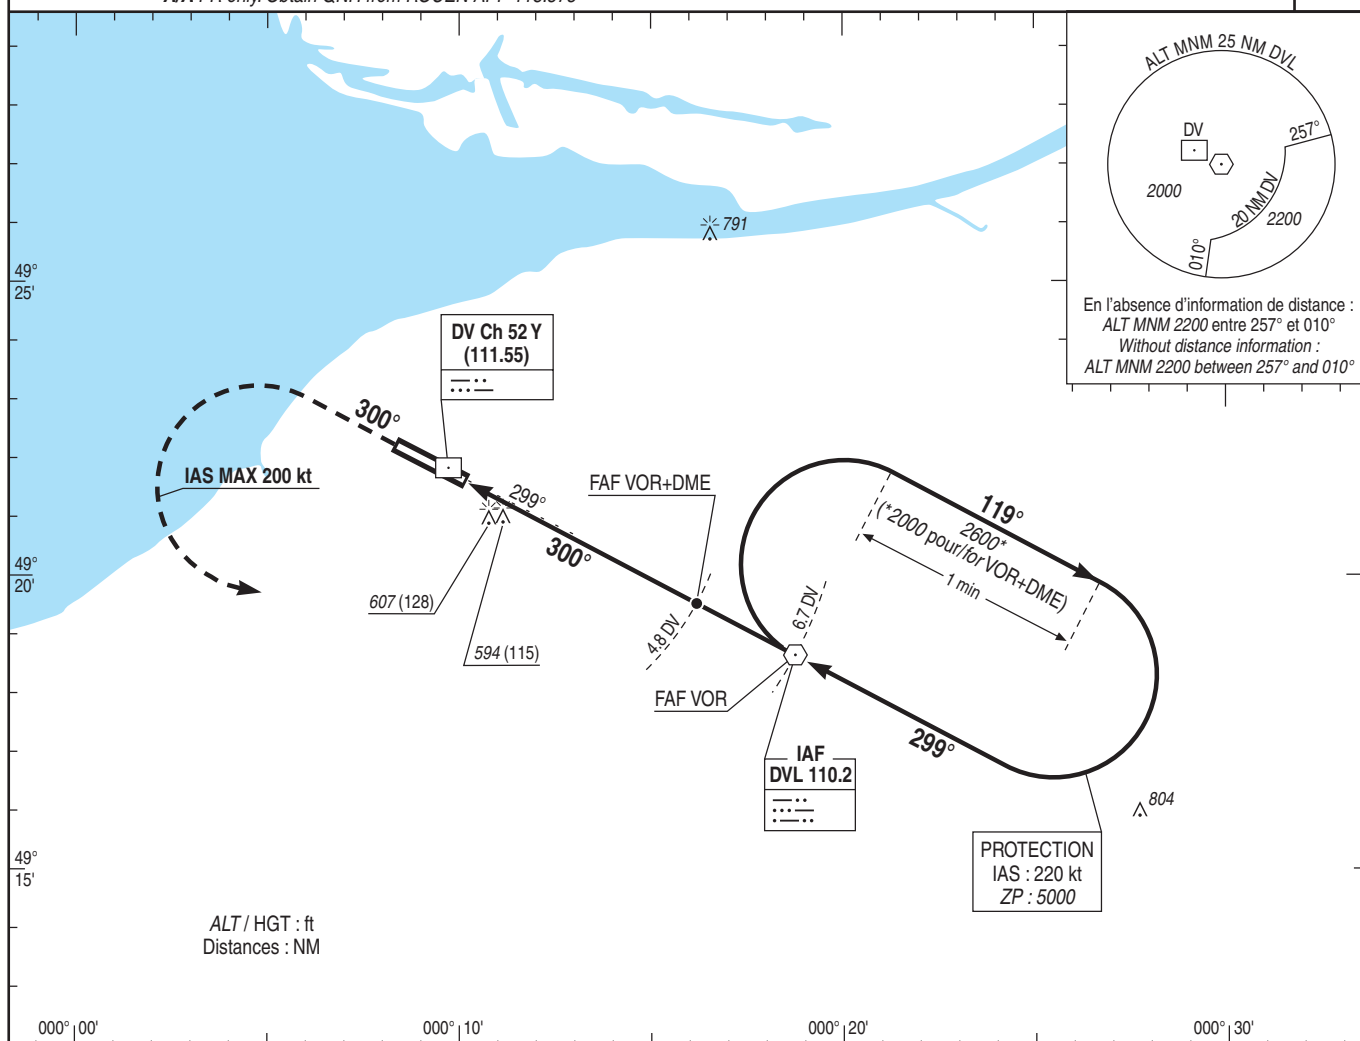 ALT MNM 25 NM DVL
DV
257°
2000
20 NM DV
2200
010°
En l'absence d'information de distance :
ALT MNM 2200 entre 257° et 010°
Without distance information :
ALT MNM 2200 between 257° and 010°
791
49°
25'
DV Ch 52 Y
(111.55)
300°
IAS MAX 200 kt
299°
FAF VOR+DME
300°
119°
2600*
(*2000 pour/for VOR+DME)
1 min
49°
20'
607 (128)
594 (115)
4.8 DV
6.7 DV
FAF VOR
299°
IAF
DVL 110.2
804
PROTECTION
IAS : 220 kt
ZP : 5000
49°
15'
ALT / HGT : ft
Distances : NM
000° 00'
000° 10'
000° 20'
000° 30'